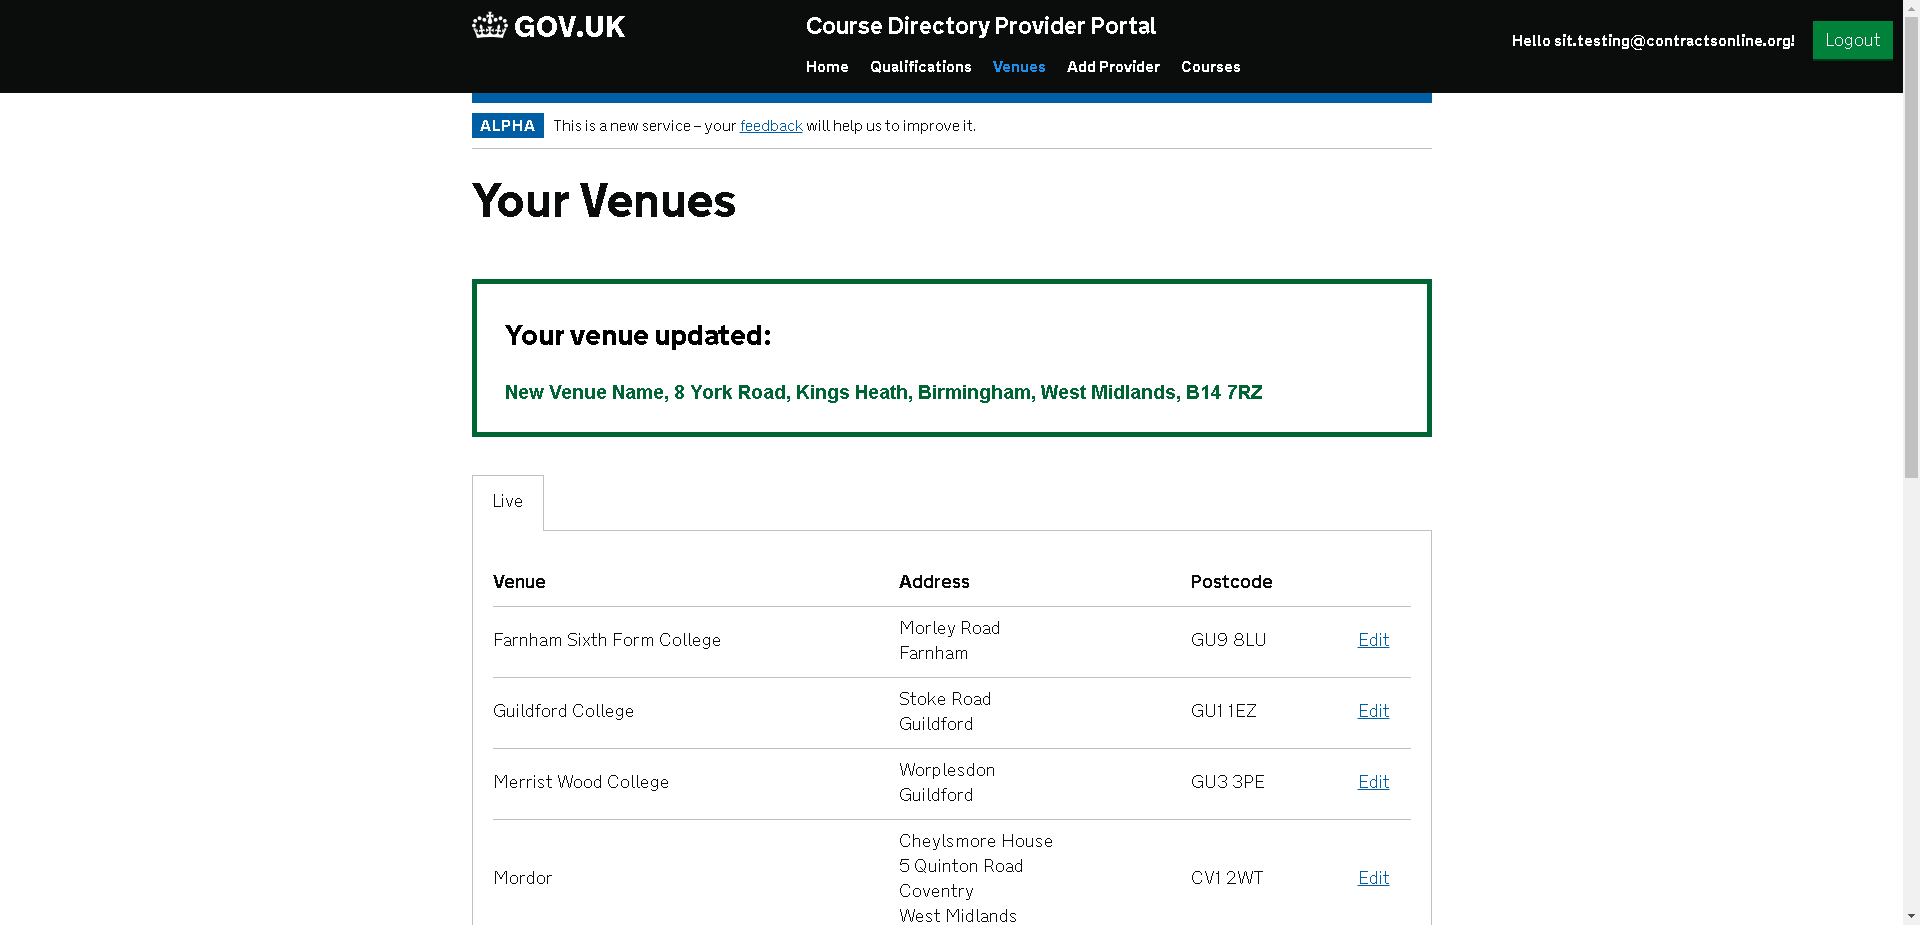 GOV.UK
Course Directory Provider Portal
Home Qualifications Venues Add Provider Courses
Hello sit.testing@contractsonline.org!
Logout
ALPHA This is a new service – your feedback will help us to improve it.
Your Venues
Your venue updated:
New Venue Name, 8 York Road, Kings Heath, Birmingham, West Midlands, B14 7RZ
Live
Venue Address Postcode
Farnham Sixth Form College Morley Road GU9 8LU Edit
Farnham
Guildford College Stoke Road GU1 1EZ Edit
Guildford
Merrist Wood College Worplesdon GU3 3PE Edit
Guildford
Mordor Cheylsmore House CV1 2WT Edit
5 Quinton Road
Coventry
West Midlands